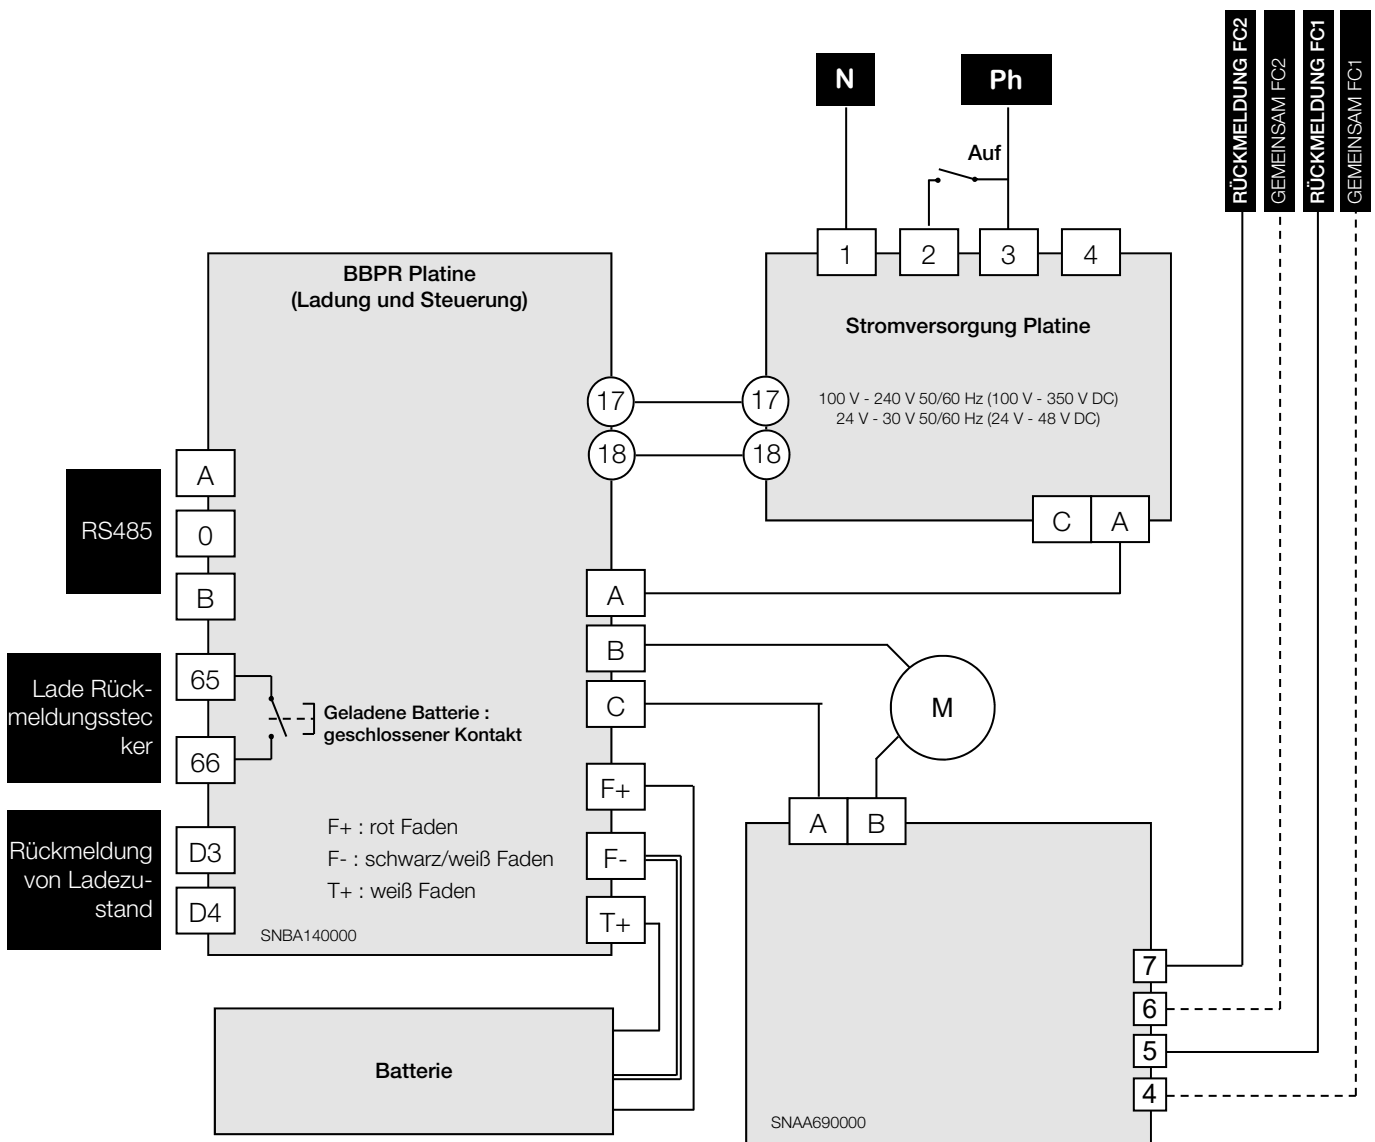 N
Ph
RÜCKMELDUNG FC2
GEMEINSAM FC2
RÜCKMELDUNG FC1
GEMEINSAM FC1
Auf
1
2
3
4
BBPR Platine
(Ladung und Steuerung)
Stromversorgung Platine
100 V - 240 V 50/60 Hz (100 V - 350 V DC)
24 V - 30 V 50/60 Hz (24 V - 48 V DC)
17
17
18
18
C
A
RS485
A
0
B
A
B
C
M
Lade Rück-
meldungsstec
ker
65
66
Geladene Batterie :
geschlossener Kontakt
F+
F-
T+
F+ : rot Faden
F- : schwarz/weiß Faden
T+ : weiß Faden
Rückmeldung
von Ladezu-
stand
D3
D4
SNBA140000
A
B
7
6
5
4
Batterie
SNAA690000